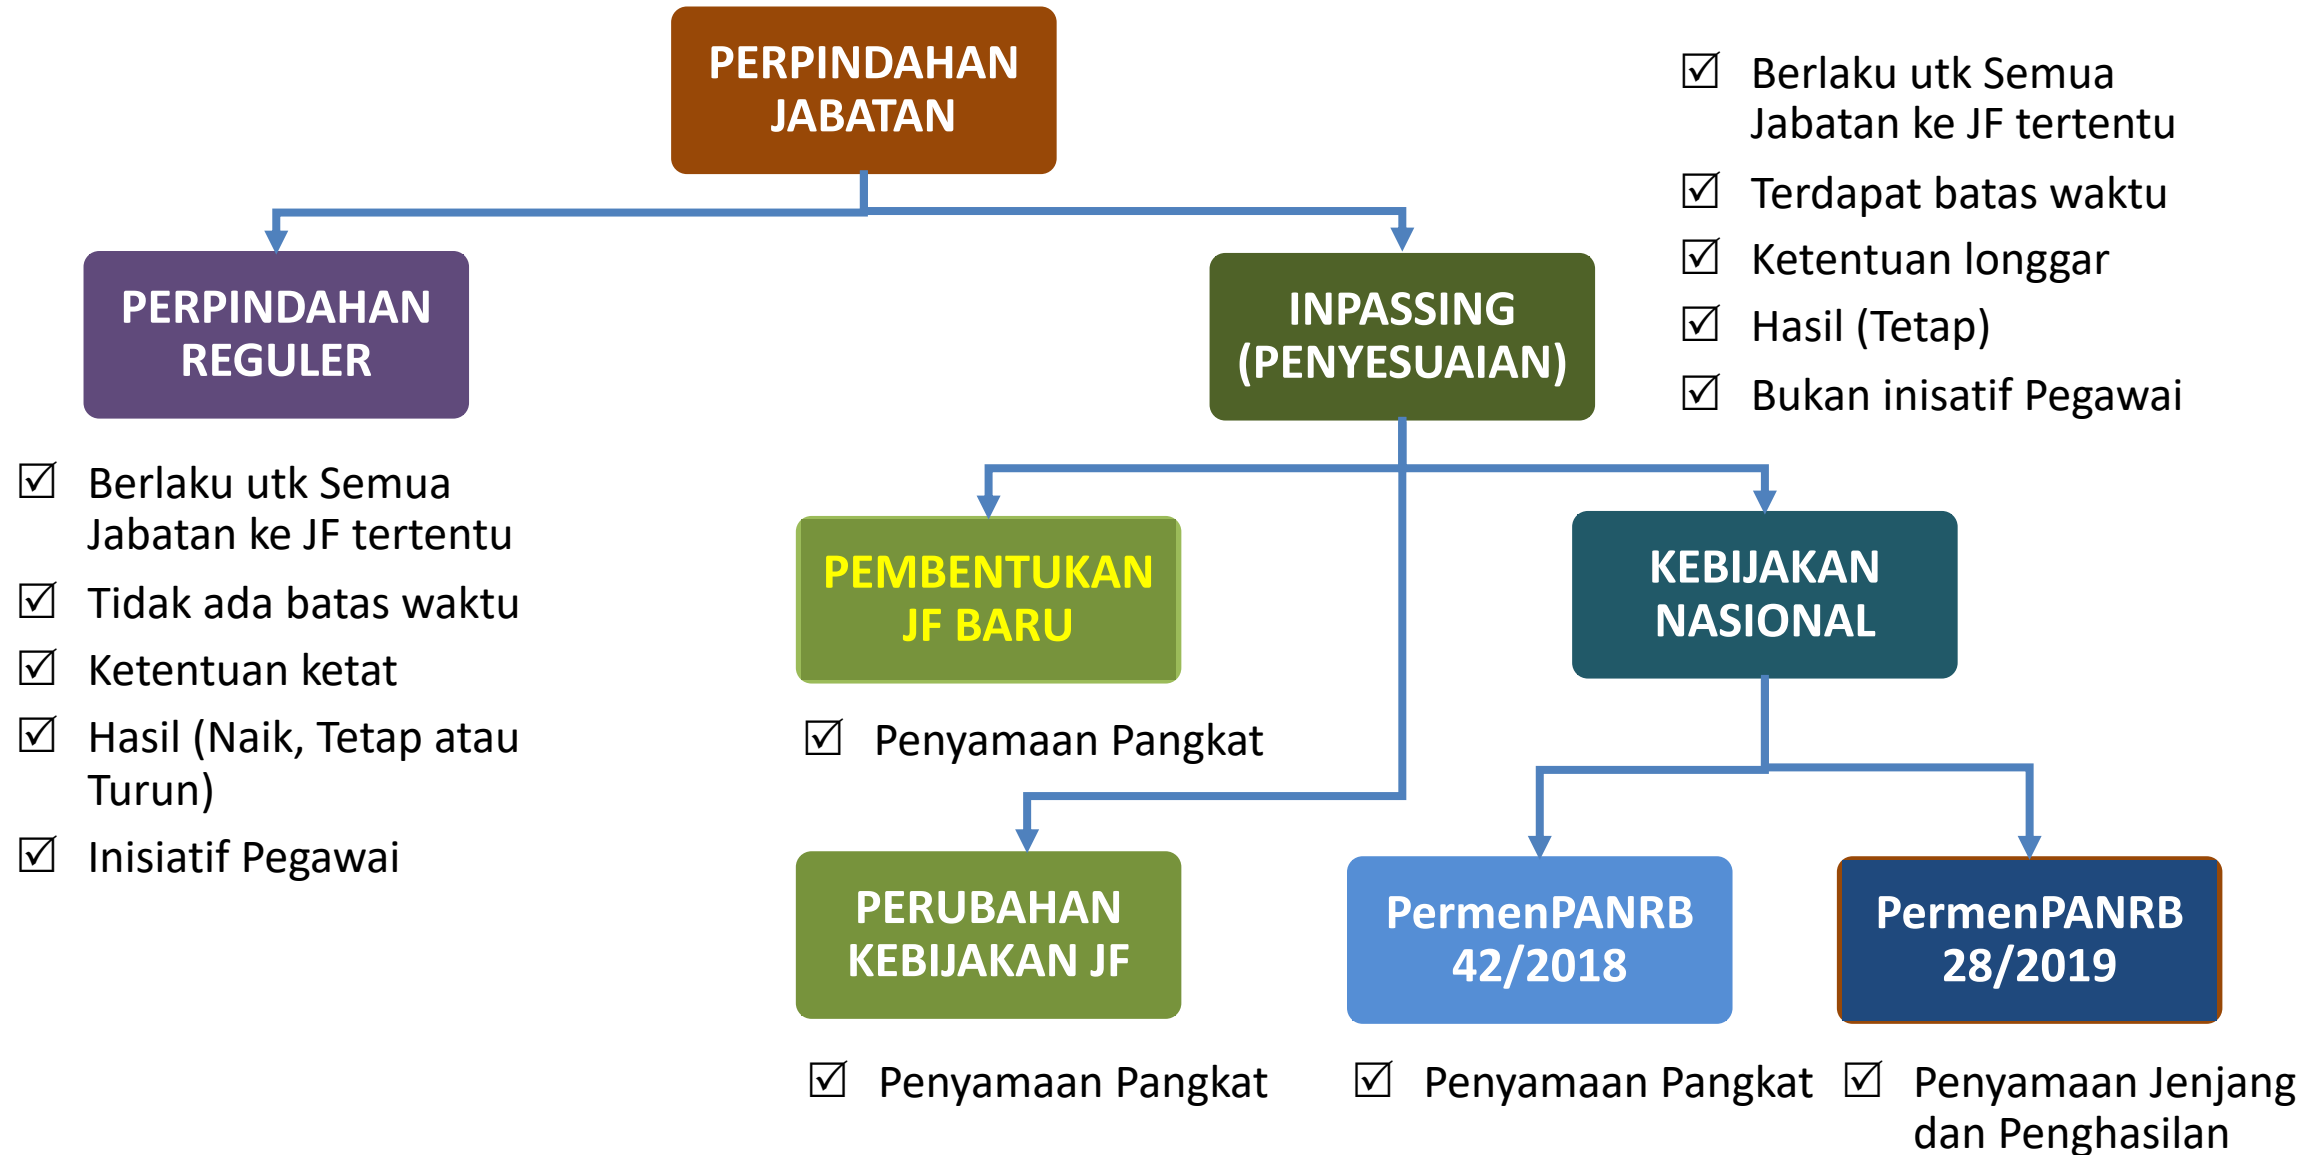 PERPINDAHAN
JABATAN
PERPINDAHAN
REGULER
Berlaku utk Semua
Jabatan ke JF tertentu
Tidak ada batas waktu
Ketentuan ketat
Hasil (Naik, Tetap atau
Turun)
Inisiatif Pegawai
INPASSING
(PENYESUAIAN)
Berlaku utk Semua
Jabatan ke JF tertentu
Terdapat batas waktu
Ketentuan longgar
Hasil (Tetap)
Bukan inisatif Pegawai
PEMBENTUKAN
JF BARU
Penyamaan Pangkat
PERUBAHAN
KEBIJAKAN JF
Penyamaan Pangkat
KEBIJAKAN
NASIONAL
PermenPANRB
42/2018
Penyamaan Pangkat
PermenPANRB
28/2019
Penyamaan Jenjang
dan Penghasilan